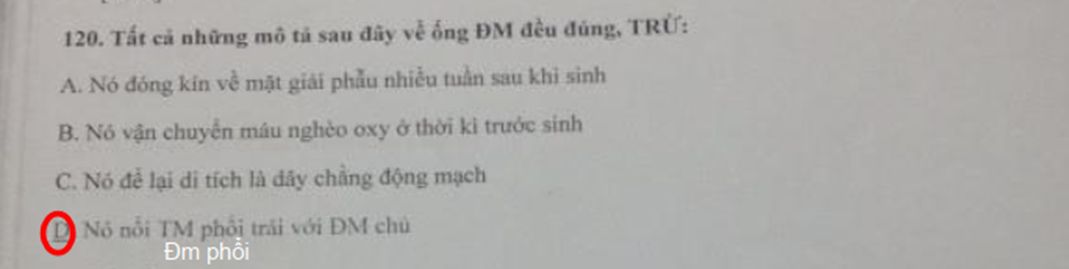 120. Tất cả những mô tả sau đây về ống ĐM đều đúng, TRỪ:
A. Nó đóng kín về mặt giải phẫu nhiều tuần sau khi sinh
B. Nó vận chuyển máu nghèo oxy ở thời kì trước sinh
C. Nó để lại di tích là dây chằng động mạch
D. Nó nối TM phổi trái với ĐM chủ
Đm phổi